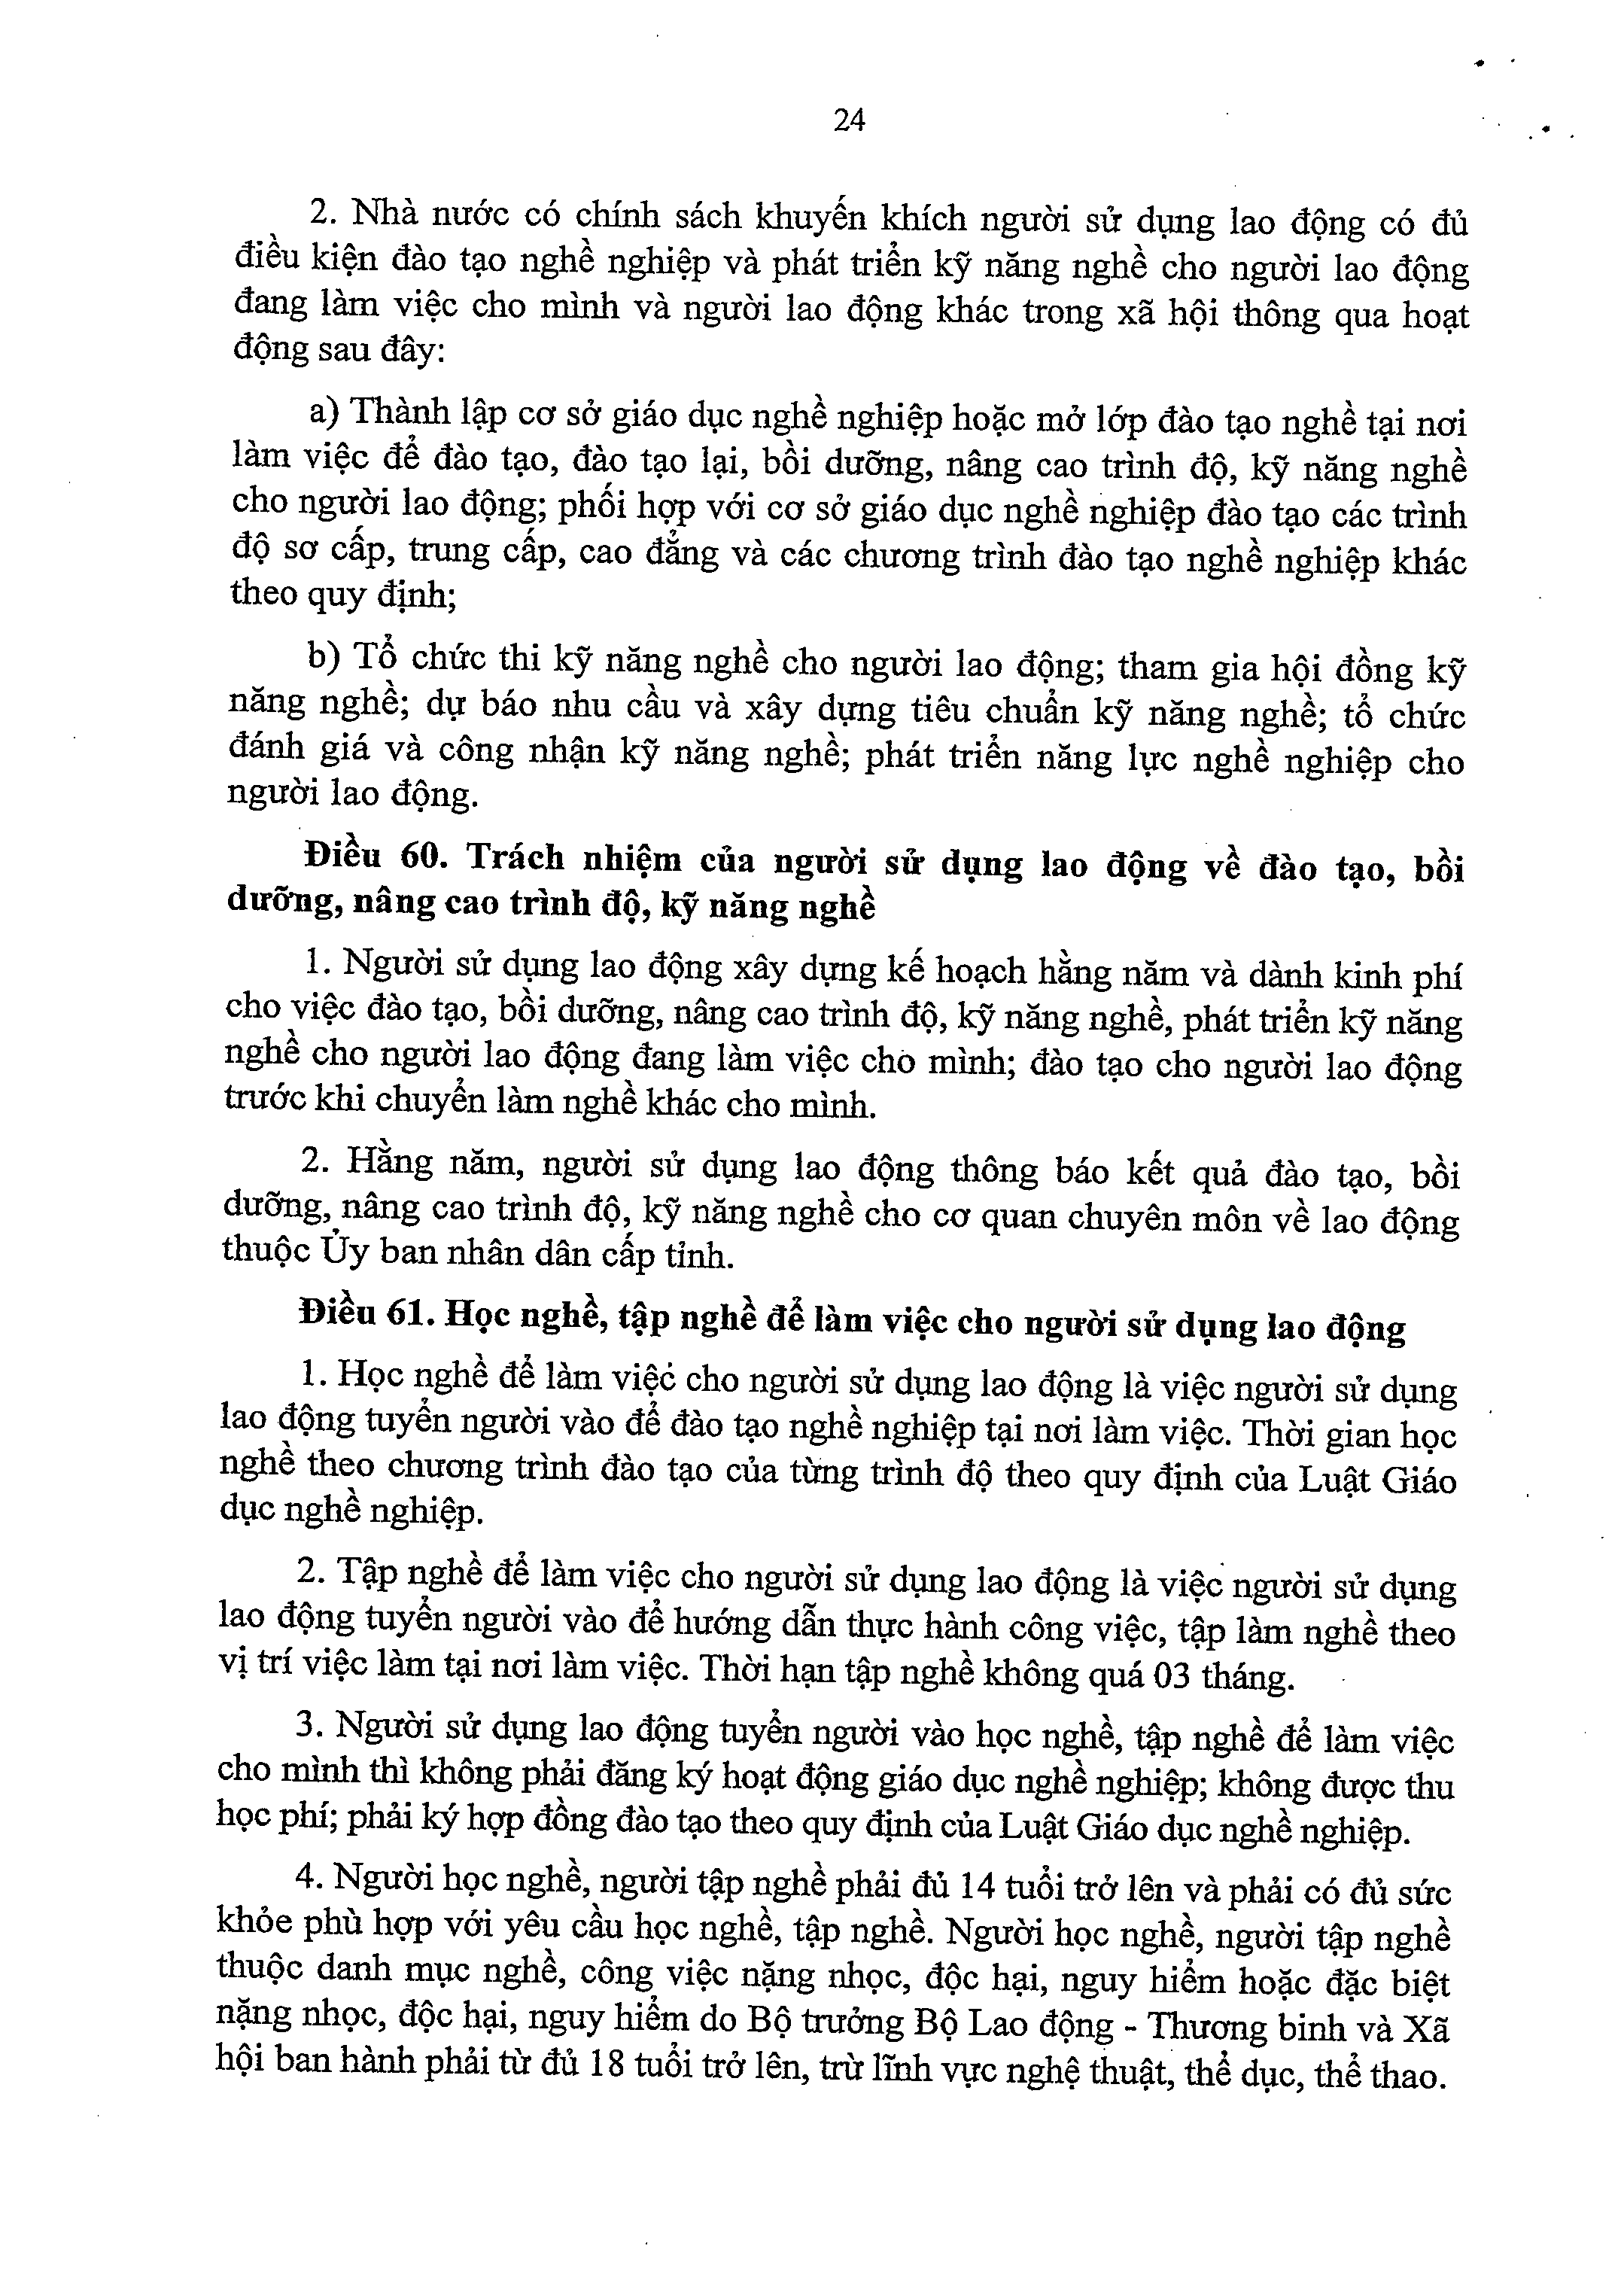 24
2. Nhà nước có chính sách khuyến khích người sử dụng lao động có đủ
điều kiện đào tạo nghề nghiệp và phát triển kỹ năng nghề cho người lao động
đang làm việc cho mình và người lao động khác trong xã hội thông qua hoạt
động sau đây:
a) Thành lập cơ sở giáo dục nghề nghiệp hoặc mở lớp đào tạo nghề tại nơi
làm việc để đào tạo, đào tạo lại, bồi dưỡng, nâng cao trình độ, kỹ năng nghề
cho người lao động; phối hợp với cơ sở giáo dục nghề nghiệp đào tạo các trình
độ sơ cấp, trung cấp, cao đẳng và các chương trình đào tạo nghề nghiệp khác
theo quy định;
b) Tổ chức thi kỹ năng nghề cho người lao động; tham gia hội đồng kỹ
năng nghề; dự báo nhu cầu và xây dựng tiêu chuẩn kỹ năng nghề; tổ chức
đánh giá và công nhận kỹ năng nghề; phát triển năng lực nghề nghiệp cho
người lao động.
Điều 60. Trách nhiệm của người sử dụng lao động về đào tạo, bồi
dưỡng, nâng cao trình độ, kỹ năng nghề
1. Người sử dụng lao động xây dựng kế hoạch hằng năm và dành kinh phí
cho việc đào tạo, bồi dưỡng, nâng cao trình độ, kỹ năng nghề, phát triển kỹ năng
nghề cho người lao động đang làm việc cho mình; đào tạo cho người lao động
trước khi chuyển làm nghề khác cho mình.
2. Hằng năm, người sử dụng lao động thông báo kết quả đào tạo, bồi
dưỡng, nâng cao trình độ, kỹ năng nghề cho cơ quan chuyên môn về lao động
thuộc Ủy ban nhân dân cấp tỉnh.
Điều 61. Học nghề, tập nghề để làm việc cho người sử dụng lao động
1. Học nghề để làm việc cho người sử dụng lao động là việc người sử dụng
lao động tuyển người vào để đào tạo nghề nghiệp tại nơi làm việc. Thời gian học
nghề theo chương trình đào tạo của từng trình độ theo quy định của Luật Giáo
dục nghề nghiệp.
2. Tập nghề để làm việc cho người sử dụng lao động là việc người sử dụng
lao động tuyển người vào để hướng dẫn thực hành công việc, tập làm nghề theo
vị trí việc làm tại nơi làm việc. Thời hạn tập nghề không quá 03 tháng.
3. Người sử dụng lao động tuyển người vào học nghề, tập nghề để làm việc
cho mình thì không phải đăng ký hoạt động giáo dục nghề nghiệp; không được thu
học phí; phải ký hợp đồng đào tạo theo quy định của Luật Giáo dục nghề nghiệp.
4. Người học nghề, người tập nghề phải đủ 14 tuổi trở lên và phải có đủ sức
khỏe phù hợp với yêu cầu học nghề, tập nghề. Người học nghề, người tập nghề
thuộc danh mục nghề, công việc nặng nhọc, độc hại, nguy hiểm hoặc đặc biệt
nặng nhọc, độc hại, nguy hiểm do Bộ trưởng Bộ Lao động - Thương binh và Xã
hội ban hành phải từ đủ 18 tuổi trở lên, trừ lĩnh vực nghệ thuật, thể dục, thể thao.